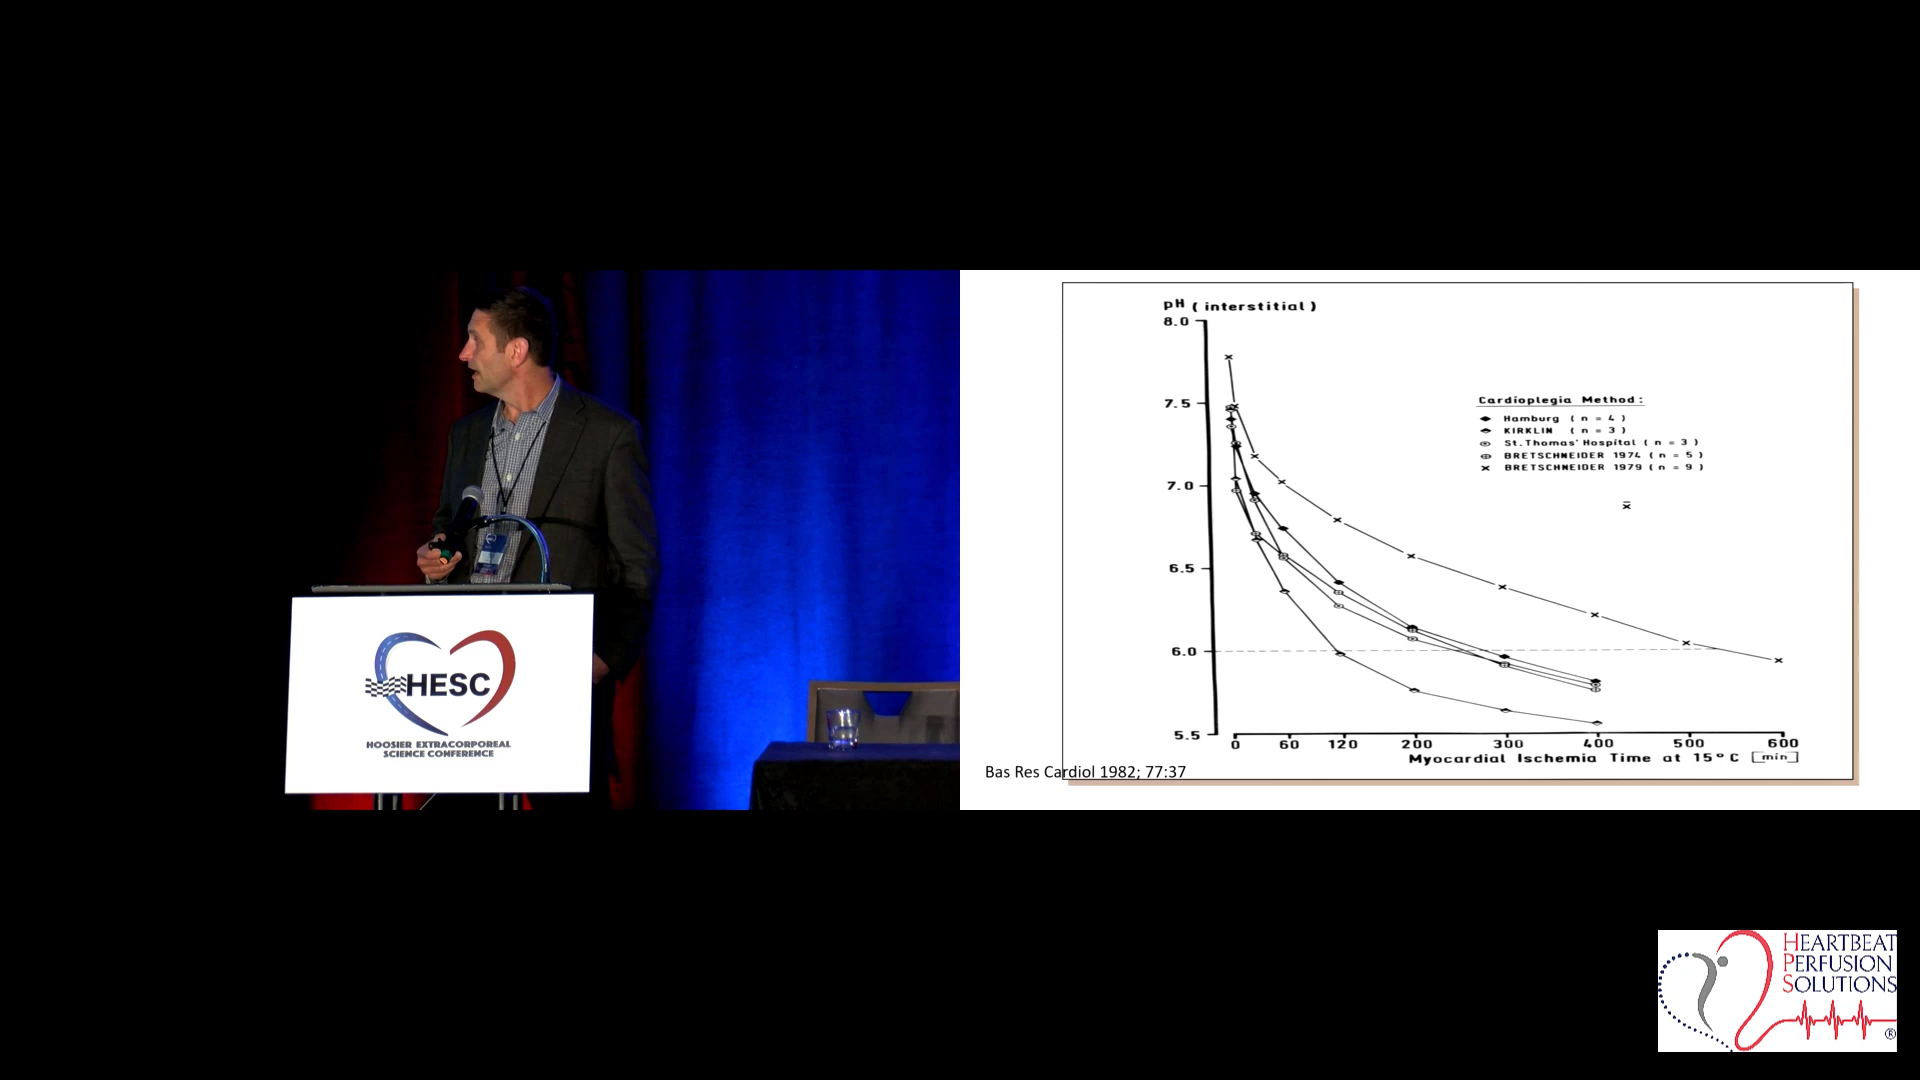 HESC
HOOSIER EXTRACORPOREAL
SCIENCE CONFERENCE
pH ( interstitial )
8.0
7.5
7.0
6.5
6.0
5.5
Cardioplegia Method:
Hamburg ( n = 4 )
KIRKLIN ( n = 3 )
St. Thomas' Hospital ( n = 3 )
BRETSCHNEIDER 1974 ( n = 5 )
BRETSCHNEIDER 1979 ( n = 9 )
x̄
0 60 120 200 300 400 500 600
Myocardial Ischemia Time at 15°C [min]
Bas Res Cardiol 1982; 77:37
HEARTBEAT
PERFUSION
SOLUTIONS
®